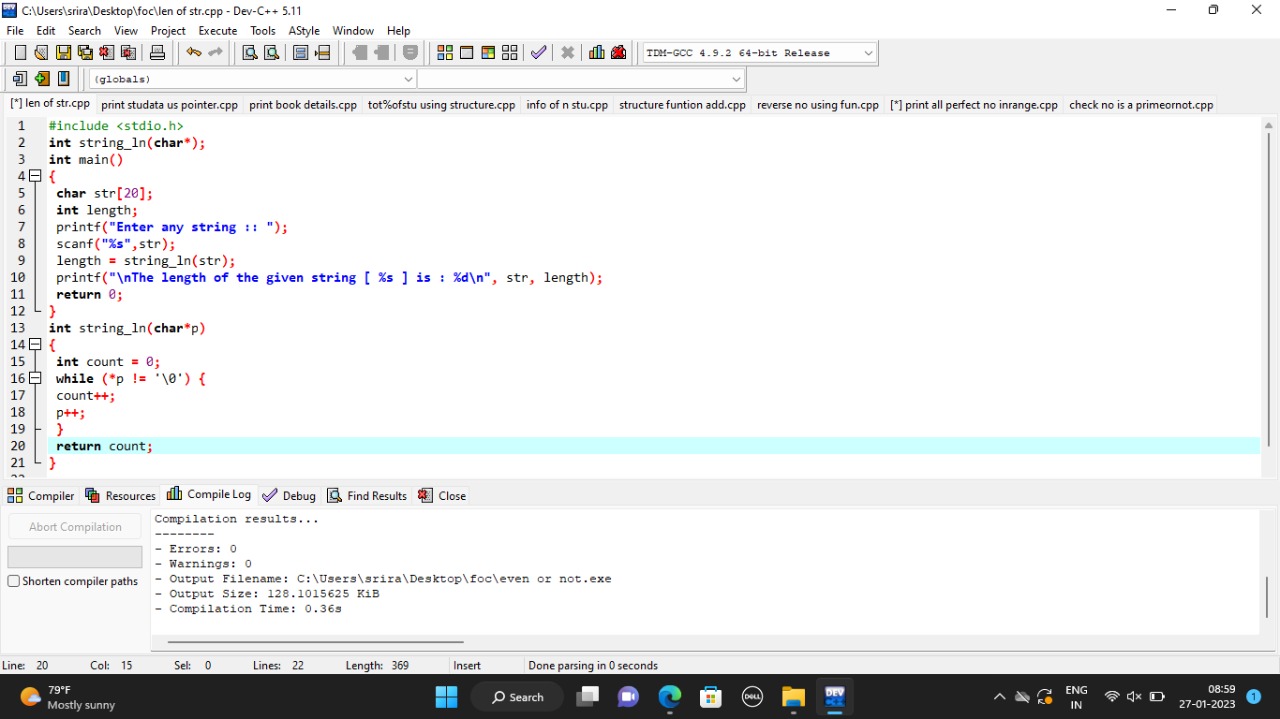 C:\Users\srira\Desktop\foc\len of str.cpp - Dev-C++ 5.11
File Edit Search View Project Execute Tools AStyle Window Help
TDM-GCC 4.9.2 64-bit Release
(globals)
[*] len of str.cpp print studata us pointer.cpp print book details.cpp tot%ofstu using structure.cpp info of n stu.cpp structure funtion add.cpp reverse no using fun.cpp [*] print all perfect no inrange.cpp check no is a primeornot.cpp
1 #include <stdio.h>
2 int string_ln(char*);
3 int main()
4 {
5 char str[20];
6 int length;
7 printf("Enter any string :: ");
8 scanf("%s",str);
9 length = string_ln(str);
10 printf("\nThe length of the given string [ %s ] is : %d\n", str, length);
11 return 0;
12 }
13 int string_ln(char*p)
14 {
15 int count = 0;
16 while (*p != '\0') {
17 count++;
18 p++;
19 }
20 return count;
21 }
Compiler Resources Compile Log Debug Find Results Close
Abort Compilation
Shorten compiler paths
Compilation results...
--------
- Errors: 0
- Warnings: 0
- Output Filename: C:\Users\srira\Desktop\foc\even or not.exe
- Output Size: 128.1015625 KiB
- Compilation Time: 0.36s
Line: 20 Col: 15 Sel: 0 Lines: 22 Length: 369 Insert Done parsing in 0 seconds
79°F
Mostly sunny
Search
DELL
DEV
ENG
IN
08:59
27-01-2023
1